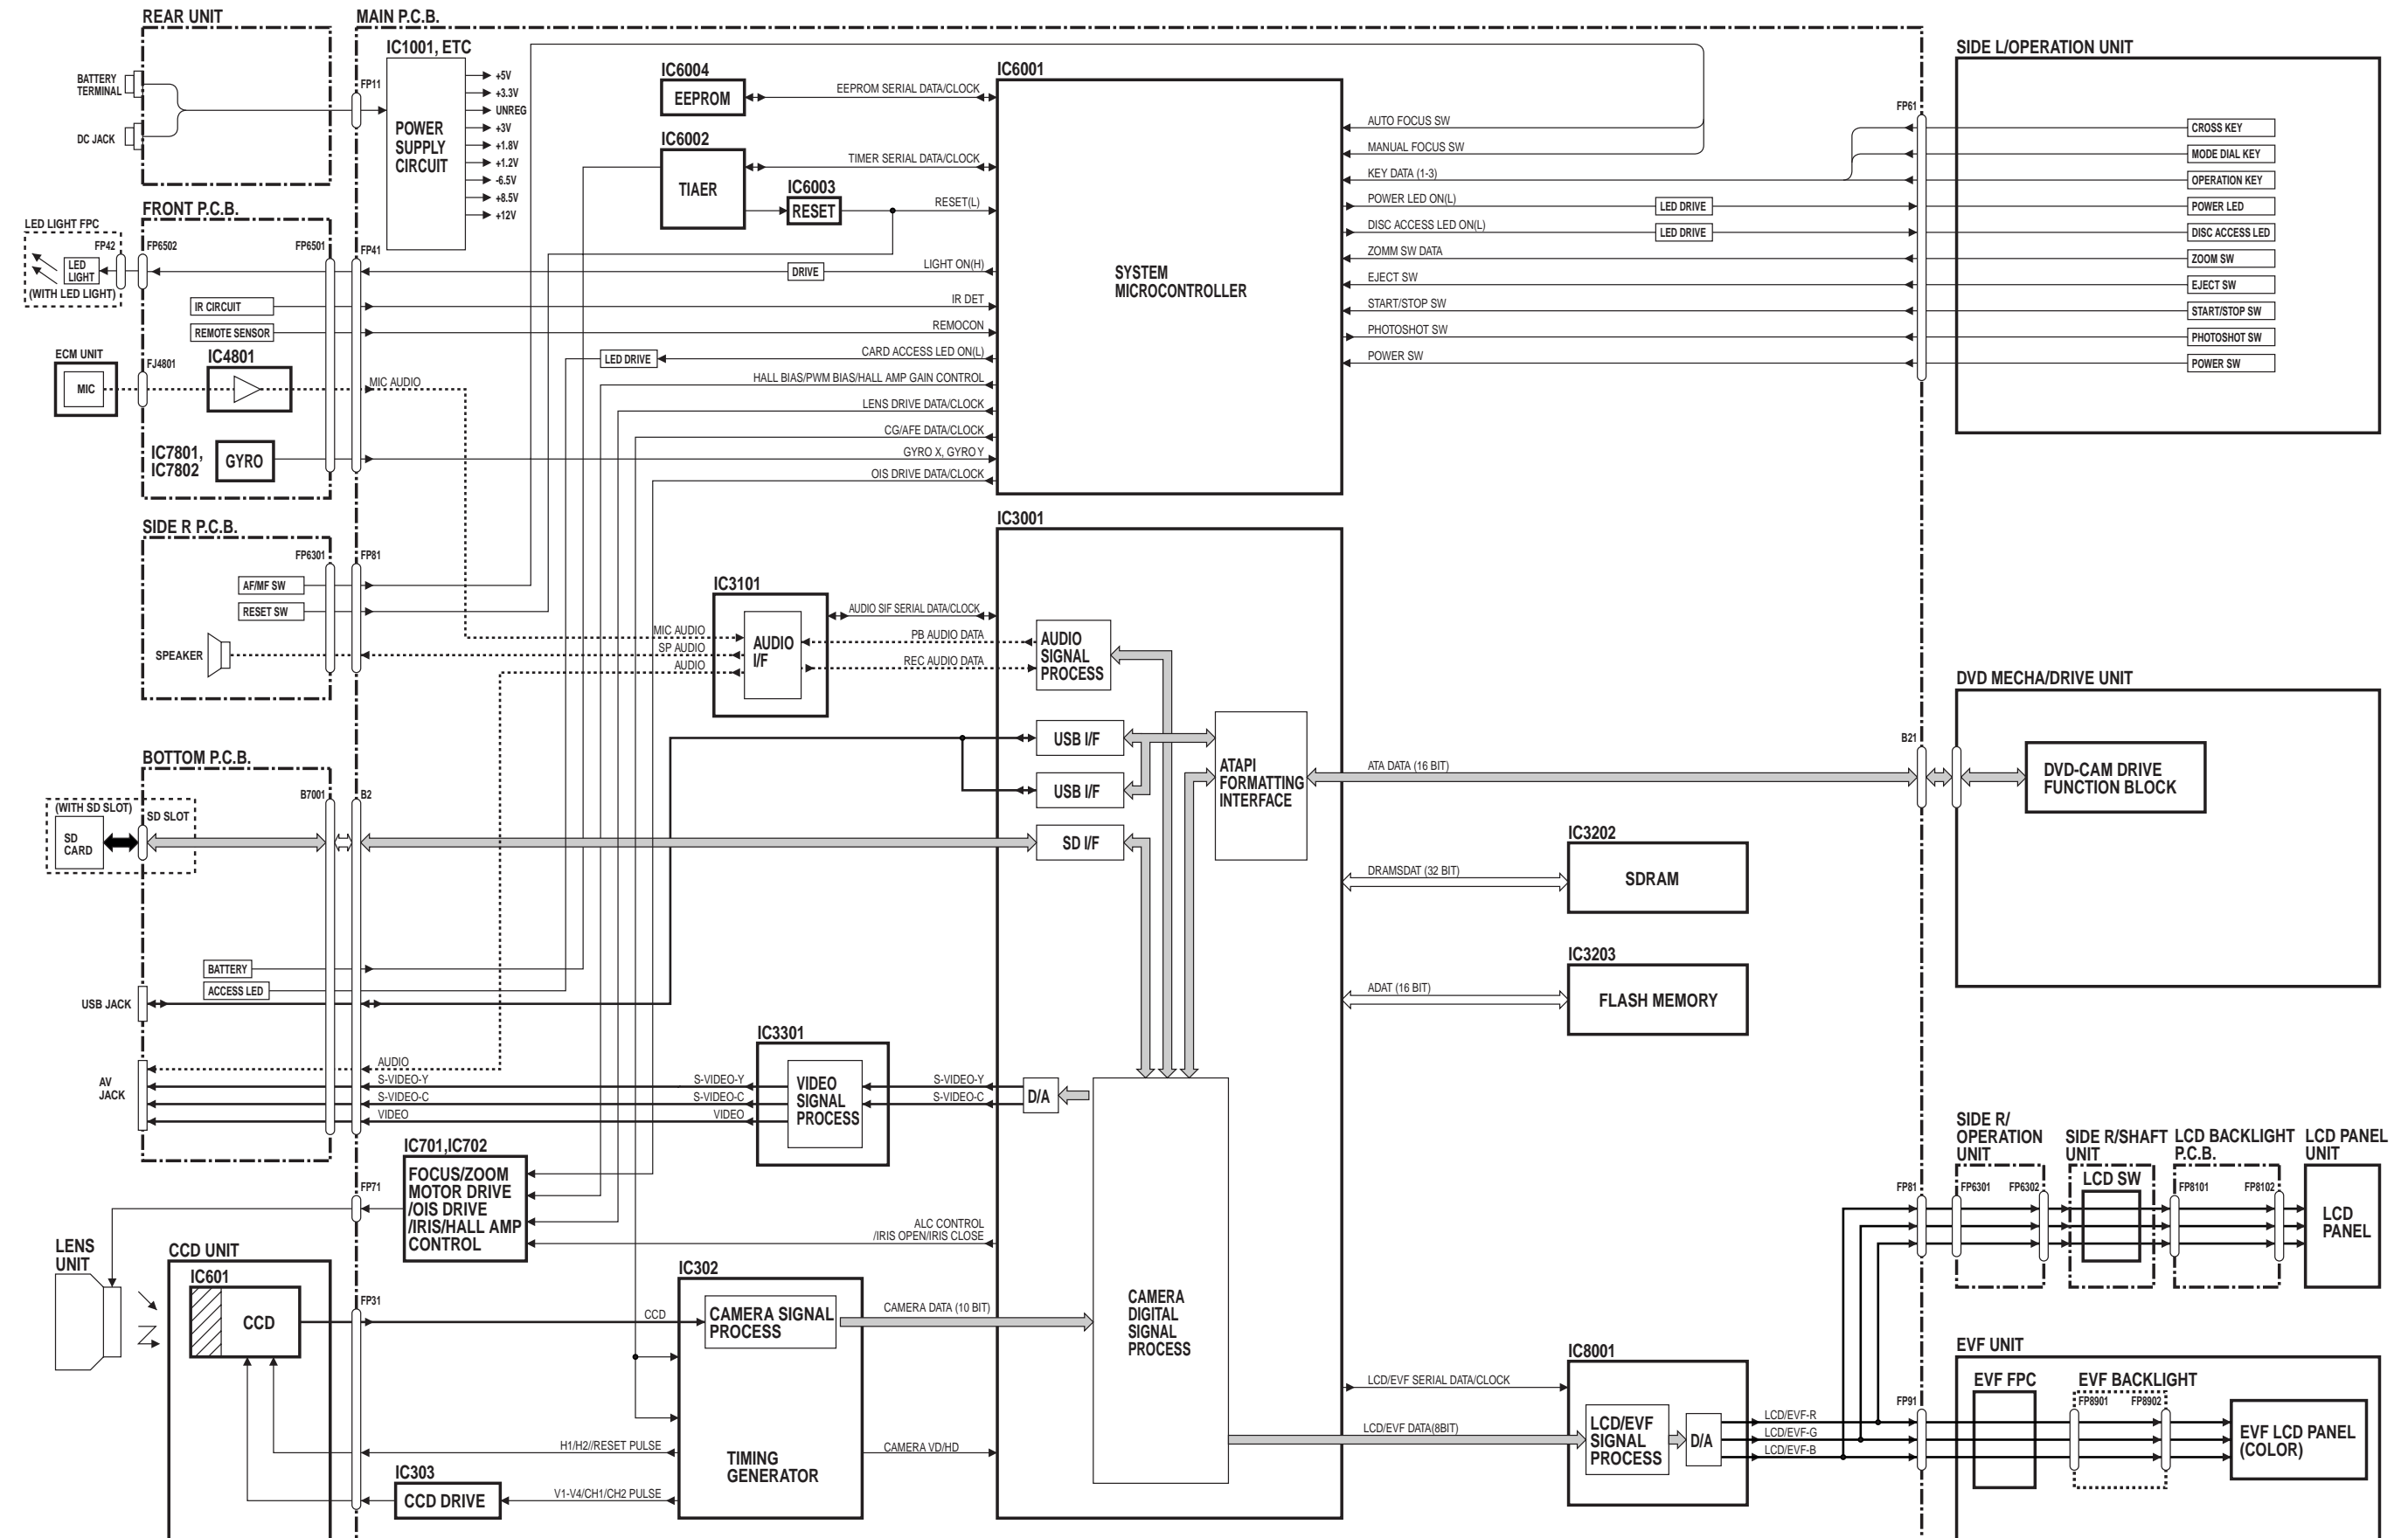 REAR UNIT
BATTERY
TERMINAL
DC JACK
MAIN P.C.B.
FP11
IC1001, ETC
POWER
SUPPLY
CIRCUIT
+5V
+3.3V
UNREG
+3V
+1.8V
+1.2V
-6.5V
+8.5V
+12V
IC6004
EEPROM
EEPROM SERIAL DATA/CLOCK
IC6002
TIAER
TIMER SERIAL DATA/CLOCK
IC6003
RESET
RESET(L)
IC6001
SYSTEM
MICROCONTROLLER
AUTO FOCUS SW
MANUAL FOCUS SW
KEY DATA (1-3)
POWER LED ON(L)
LED DRIVE
DISC ACCESS LED ON(L)
LED DRIVE
ZOMM SW DATA
EJECT SW
START/STOP SW
PHOTOSHOT SW
POWER SW
FP61
SIDE L/OPERATION UNIT
CROSS KEY
MODE DIAL KEY
OPERATION KEY
POWER LED
DISC ACCESS LED
ZOOM SW
EJECT SW
START/STOP SW
PHOTOSHOT SW
POWER SW
FRONT P.C.B.
LED LIGHT FPC
FP42
FP6502
FP6501
FP41
LED
LIGHT
(WITH LED LIGHT)
DRIVE
LIGHT ON(H)
IR CIRCUIT
IR DET
REMOTE SENSOR
REMOCON
ECM UNIT
MIC
FJ4801
IC4801
MIC AUDIO
LED DRIVE
CARD ACCESS LED ON(L)
HALL BIAS/PWM BIAS/HALL AMP GAIN CONTROL
LENS DRIVE DATA/CLOCK
CG/AFE DATA/CLOCK
IC7801,
IC7802
GYRO
GYRO X, GYRO Y
OIS DRIVE DATA/CLOCK
SIDE R P.C.B.
FP6301
FP81
AF/MF SW
RESET SW
SPEAKER
IC3101
AUDIO
I/F
MIC AUDIO
SP AUDIO
AUDIO
AUDIO SIF SERIAL DATA/CLOCK
PB AUDIO DATA
REC AUDIO DATA
IC3001
AUDIO
SIGNAL
PROCESS
USB I/F
USB I/F
SD I/F
ATAPI
FORMATTING
INTERFACE
ATA DATA (16 BIT)
B21
DVD MECHA/DRIVE UNIT
DVD-CAM DRIVE
FUNCTION BLOCK
DRAMSDAT (32 BIT)
IC3202
SDRAM
ADAT (16 BIT)
IC3203
FLASH MEMORY
BOTTOM P.C.B.
B7001
B2
(WITH SD SLOT)
SD SLOT
SD
CARD
BATTERY
ACCESS LED
USB JACK
AV
JACK
AUDIO
S-VIDEO-Y
S-VIDEO-C
VIDEO
IC3301
S-VIDEO-Y
S-VIDEO-C
VIDEO
VIDEO
SIGNAL
PROCESS
S-VIDEO-Y
S-VIDEO-C
D/A
IC701,IC702
FOCUS/ZOOM
MOTOR DRIVE
/OIS DRIVE
/IRIS/HALL AMP
CONTROL
FP71
ALC CONTROL
/IRIS OPEN/IRIS CLOSE
LENS
UNIT
CCD UNIT
IC601
CCD
FP31
CCD
IC302
CAMERA SIGNAL
PROCESS
CAMERA DATA (10 BIT)
CAMERA
DIGITAL
SIGNAL
PROCESS
H1/H2//RESET PULSE
TIMING
GENERATOR
CAMERA VD/HD
IC303
CCD DRIVE
V1-V4/CH1/CH2 PULSE
LCD/EVF SERIAL DATA/CLOCK
LCD/EVF DATA(8BIT)
IC8001
LCD/EVF
SIGNAL
PROCESS
D/A
LCD/EVF-R
LCD/EVF-G
LCD/EVF-B
FP81
FP91
SIDE R/
OPERATION
UNIT
FP6301
FP6302
SIDE R/SHAFT
UNIT
LCD SW
LCD BACKLIGHT
P.C.B.
FP8101
FP8102
LCD PANEL
UNIT
LCD
PANEL
EVF UNIT
EVF FPC
EVF BACKLIGHT
FP8901
FP8902
EVF LCD PANEL
(COLOR)